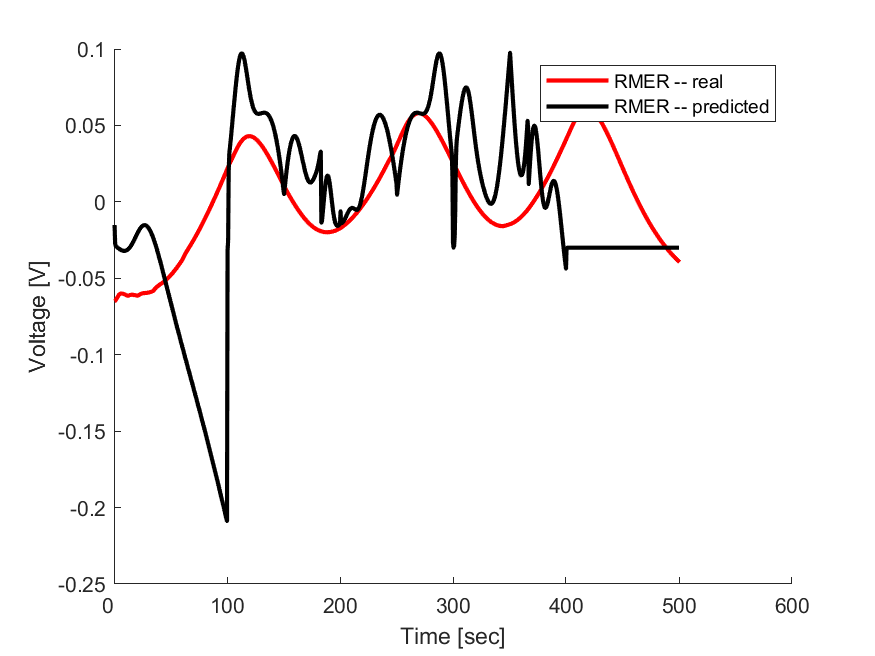 0.1
0.05
0
-0.05
-0.1
-0.15
-0.2
-0.25
0 100 200 300 400 500 600
Time [sec]
Voltage [V]
RMER -- real
RMER -- predicted